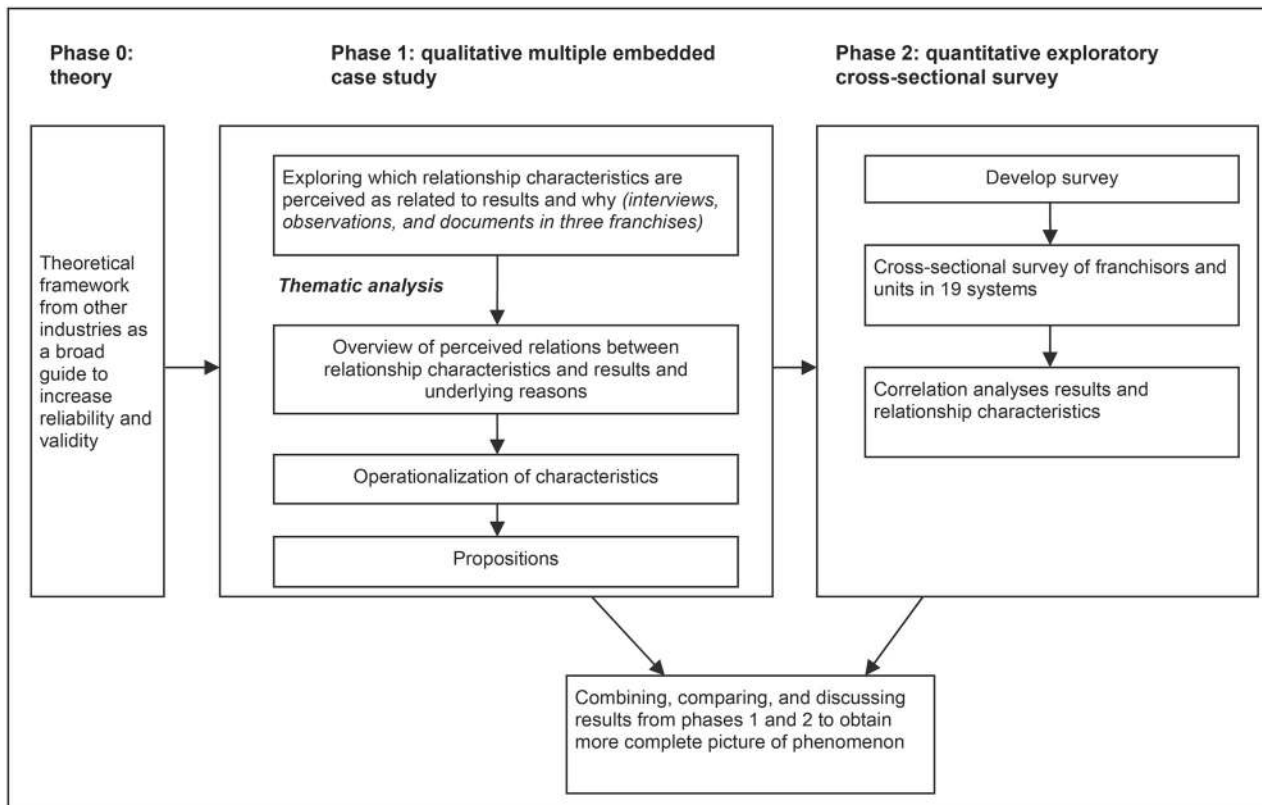 Phase 0:
theory
Phase 1: qualitative multiple embedded
case study
Phase 2: quantitative exploratory
cross-sectional survey
Theoretical
framework
from other
industries as
a broad
guide to
increase
reliability and
validity
Exploring which relationship characteristics are
perceived as related to results and why (interviews,
observations, and documents in three franchises)
Thematic analysis
Overview of perceived relations between
relationship characteristics and results and
underlying reasons
Operationalization of characteristics
Propositions
Develop survey
Cross-sectional survey of franchisors and
units in 19 systems
Correlation analyses results and
relationship characteristics
Combining, comparing, and discussing
results from phases 1 and 2 to obtain
more complete picture of phenomenon